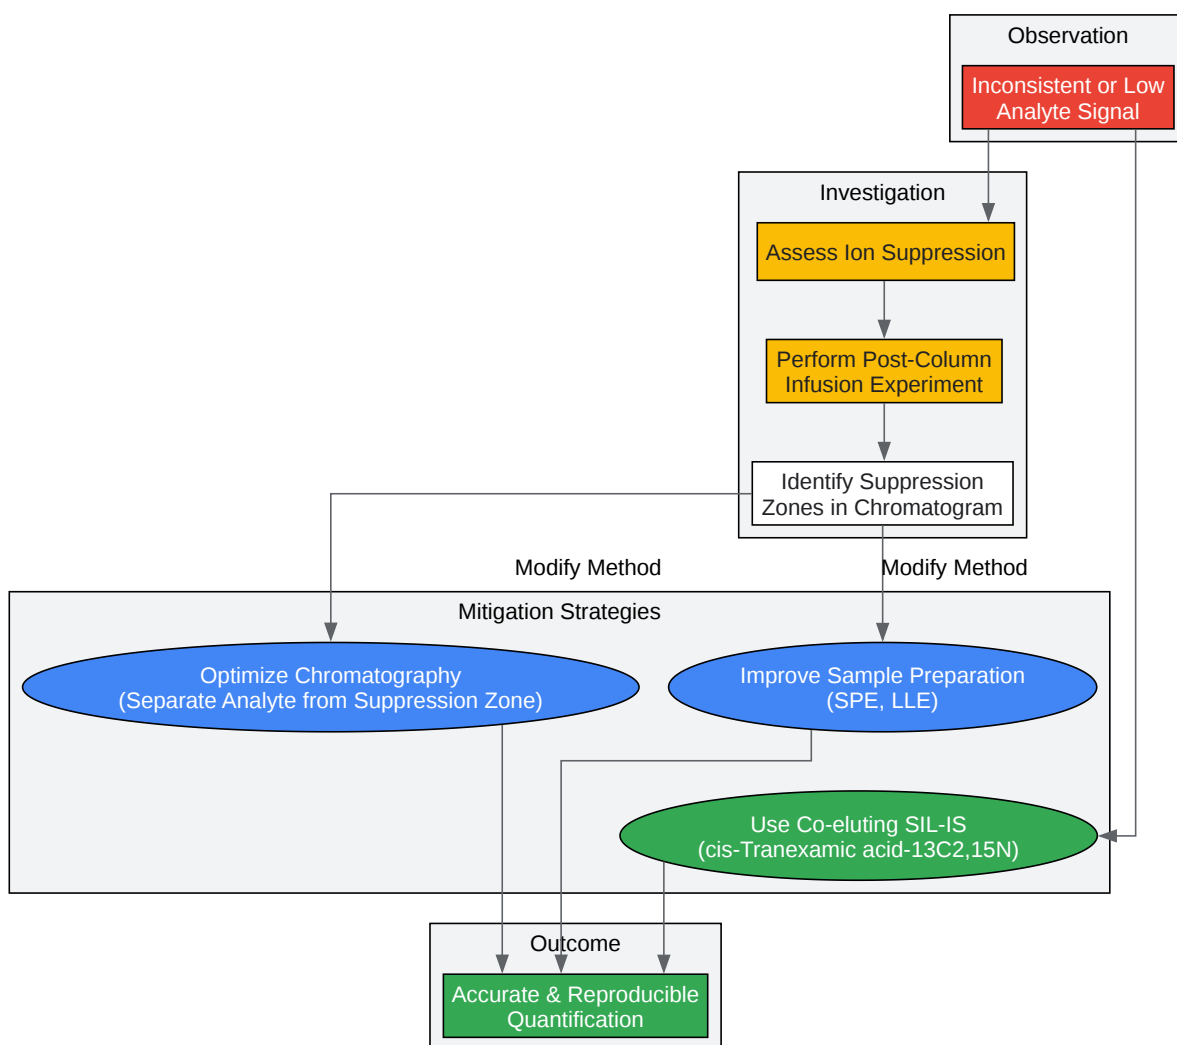 Observation
Inconsistent or Low
Analyte Signal
Investigation
Assess Ion Suppression
Perform Post-Column
Infusion Experiment
Identify Suppression
Zones in Chromatogram
Modify Method
Modify Method
Mitigation Strategies
Optimize Chromatography
(Separate Analyte from Suppression Zone)
Improve Sample Preparation
(SPE, LLE)
Use Co-eluting SIL-IS
(cis-Tranexamic acid-13C2,15N)
Outcome
Accurate & Reproducible
Quantification